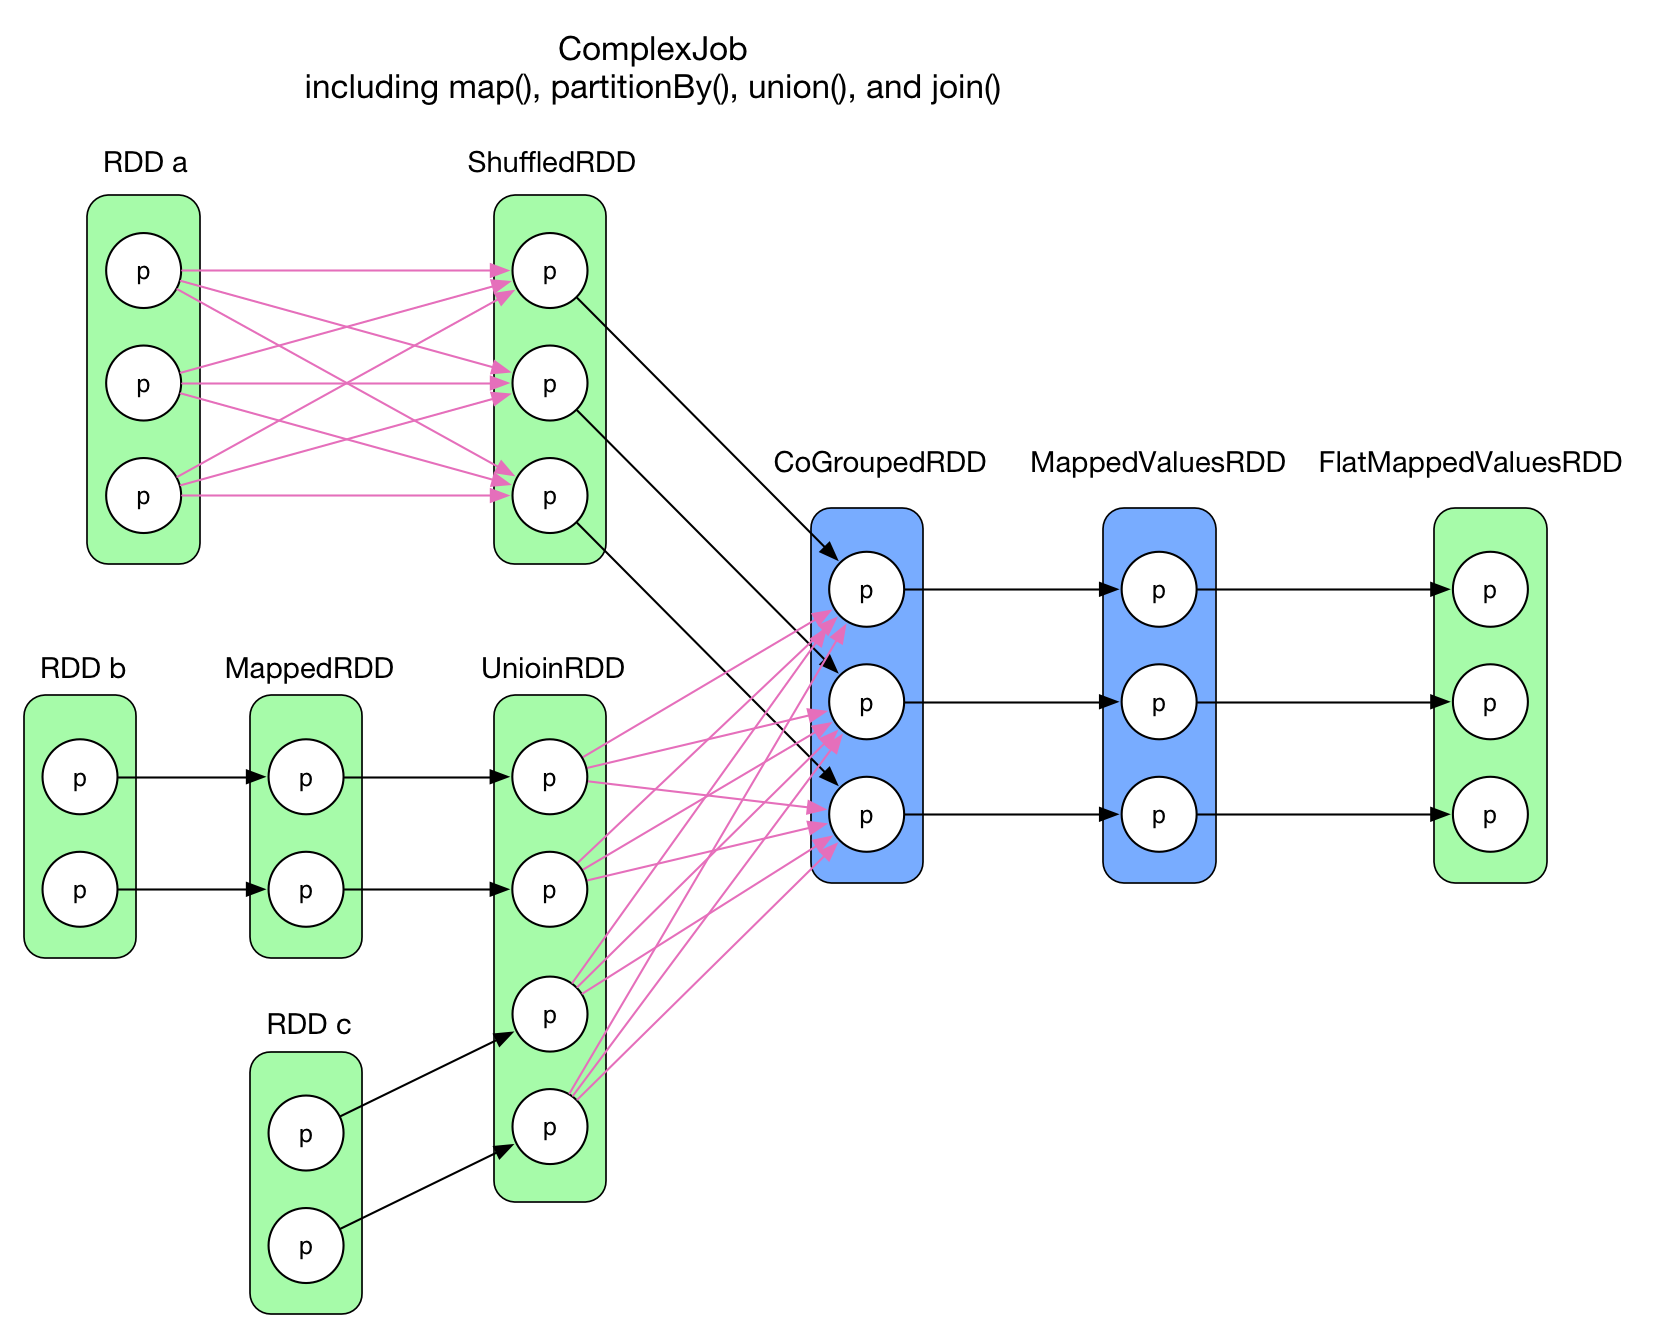 ComplexJob
including map(), partitionBy(), union(), and join()
RDD a
ShuffledRDD
p
p
p
p
p
p
CoGroupedRDD
MappedValuesRDD
FlatMappedValuesRDD
p
p
p
p
p
p
p
p
p
RDD b
MappedRDD
UnioinRDD
p
p
p
p
p
p
p
p
RDD c
p
p